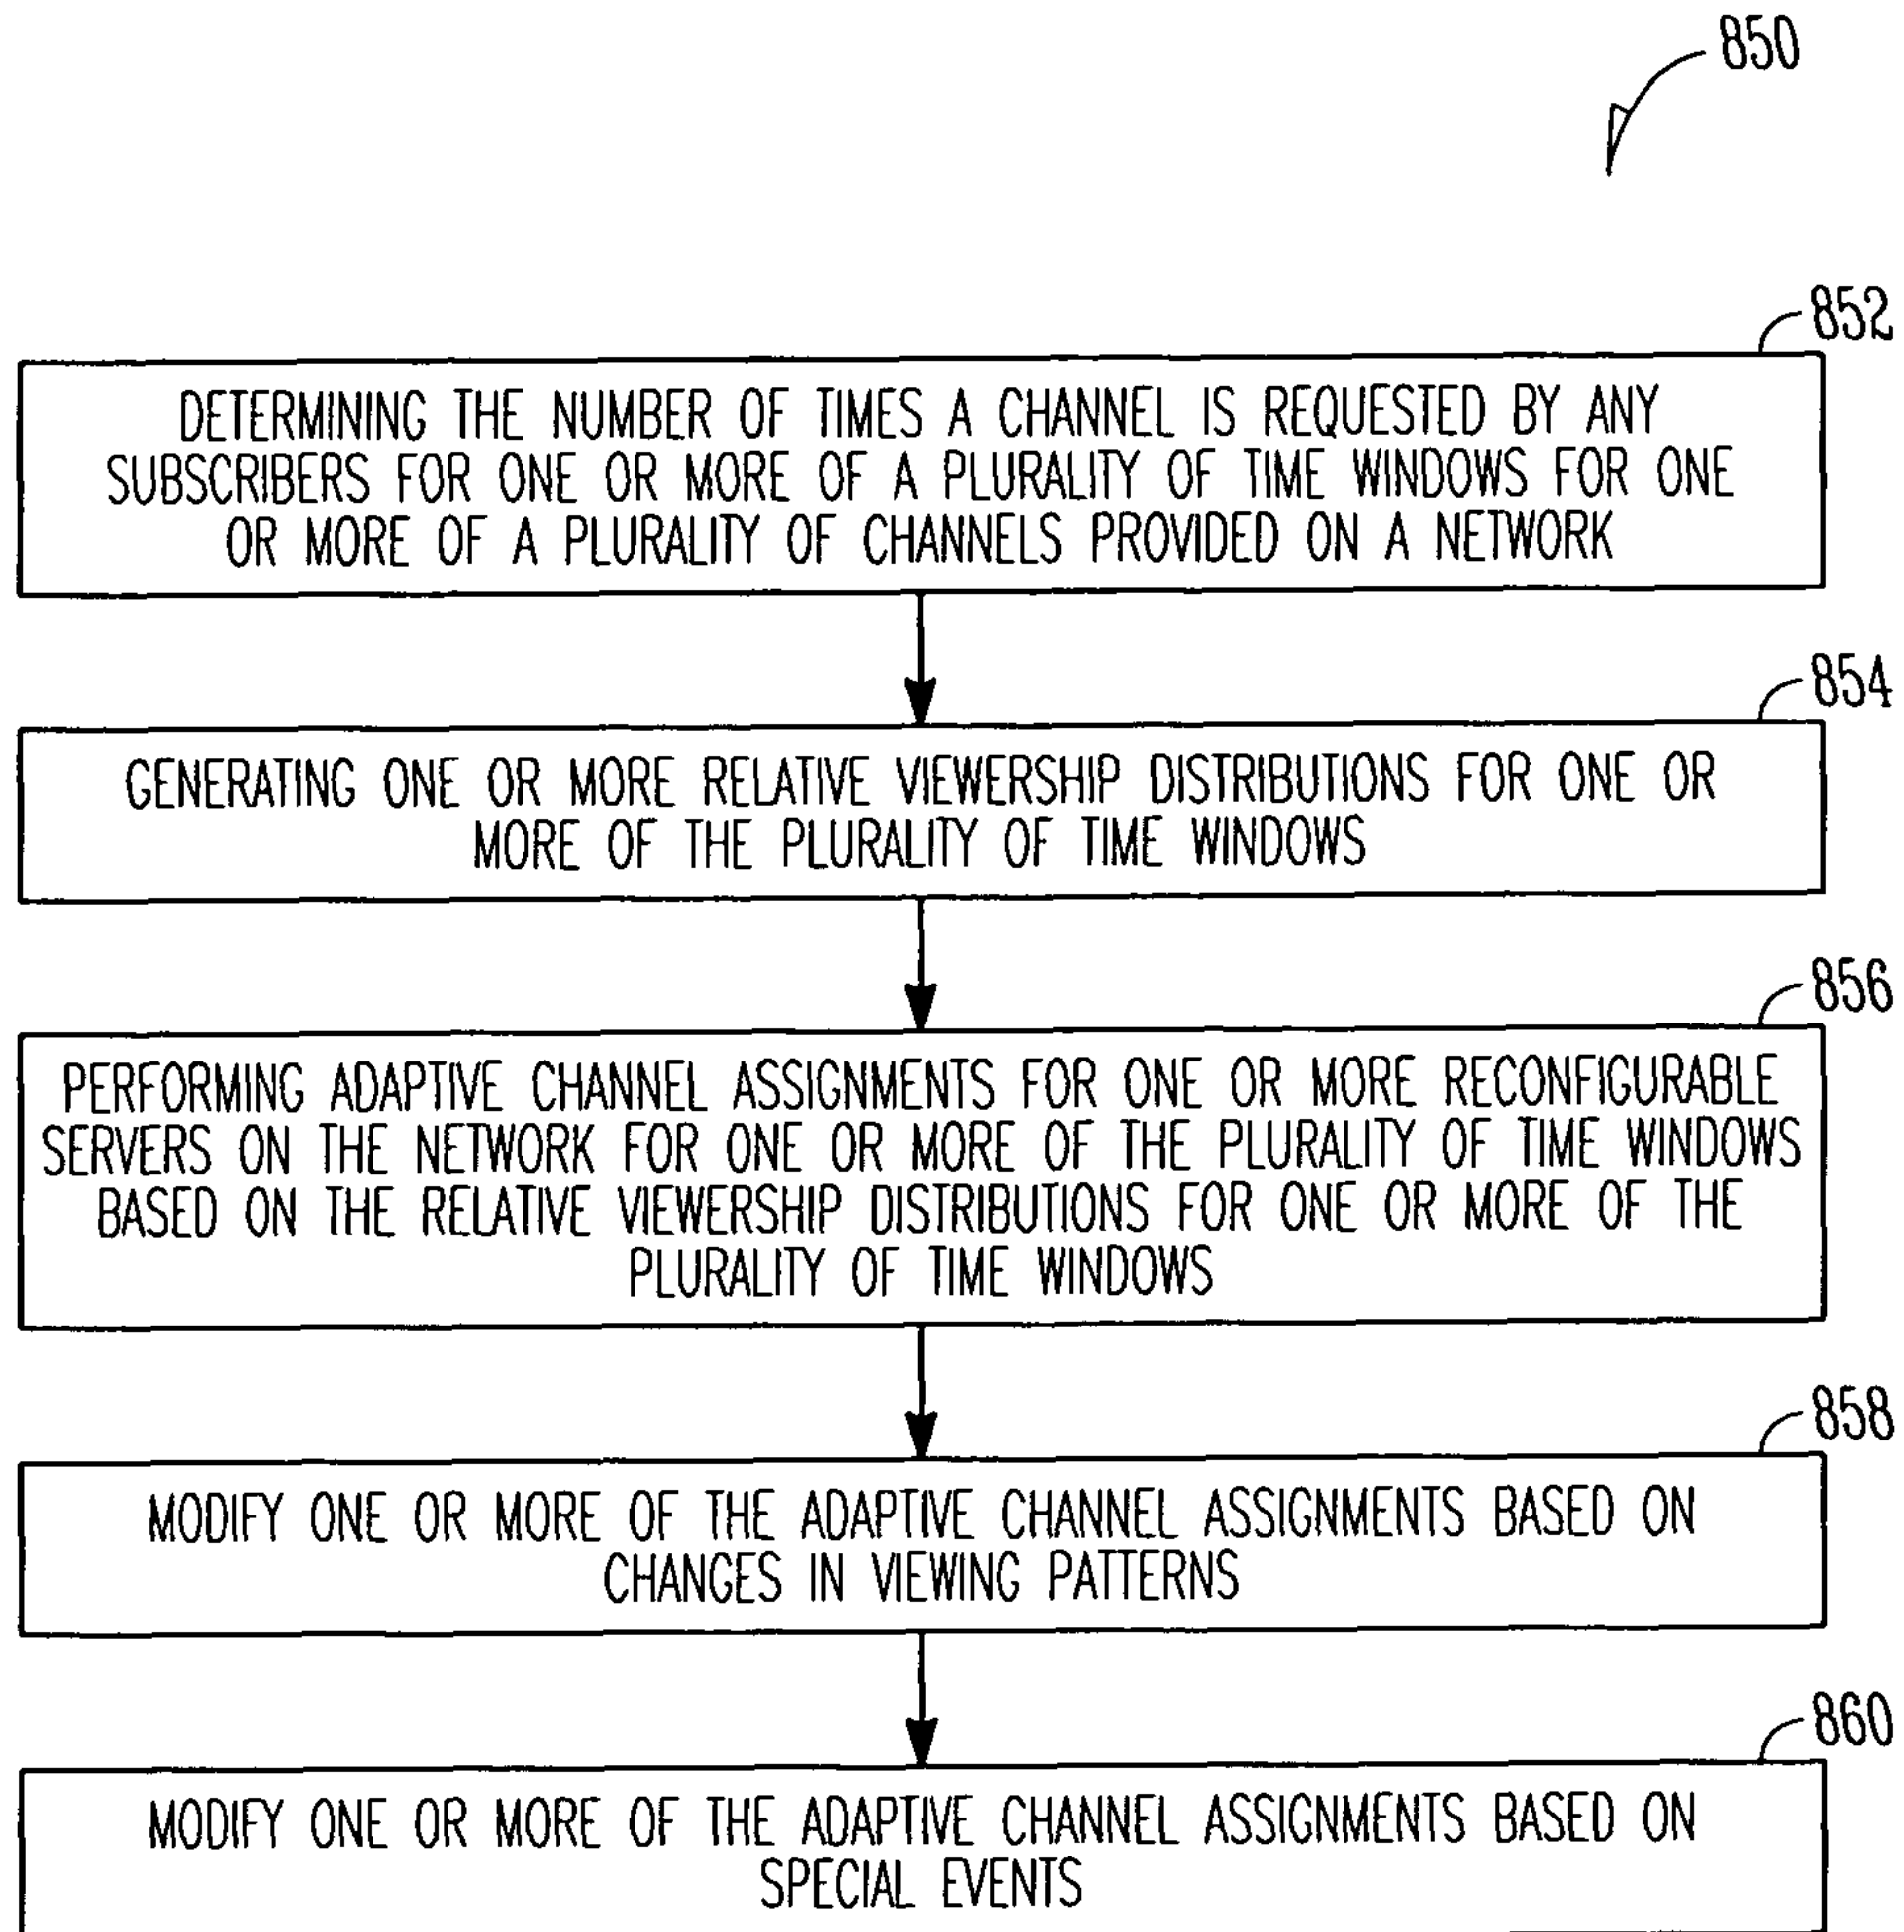 850
852
DETERMINING THE NUMBER OF TIMES A CHANNEL IS REQUESTED BY ANY
SUBSCRIBERS FOR ONE OR MORE OF A PLURALITY OF TIME WINDOWS FOR ONE
OR MORE OF A PLURALITY OF CHANNELS PROVIDED ON A NETWORK
854
GENERATING ONE OR MORE RELATIVE VIEWERSHIP DISTRIBUTIONS FOR ONE OR
MORE OF THE PLURALITY OF TIME WINDOWS
856
PERFORMING ADAPTIVE CHANNEL ASSIGNMENTS FOR ONE OR MORE RECONFIGURABLE
SERVERS ON THE NETWORK FOR ONE OR MORE OF THE PLURALITY OF TIME WINDOWS
BASED ON THE RELATIVE VIEWERSHIP DISTRIBUTIONS FOR ONE OR MORE OF THE
PLURALITY OF TIME WINDOWS
858
MODIFY ONE OR MORE OF THE ADAPTIVE CHANNEL ASSIGNMENTS BASED ON
CHANGES IN VIEWING PATTERNS
860
MODIFY ONE OR MORE OF THE ADAPTIVE CHANNEL ASSIGNMENTS BASED ON
SPECIAL EVENTS